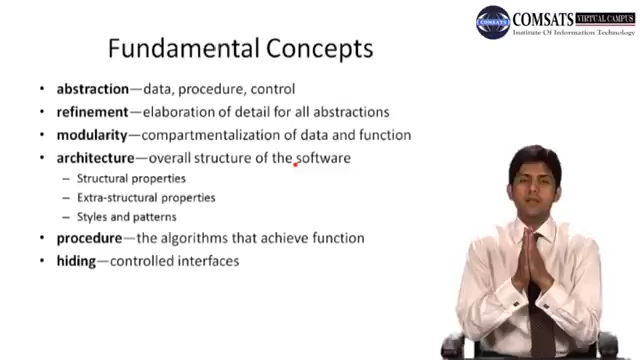 COMSATS VIRTUAL CAMPUS
COMSATS
Institute Of Information Technology
Fundamental Concepts
• abstraction—data, procedure, control
• refinement—elaboration of detail for all abstractions
• modularity—compartmentalization of data and function
• architecture—overall structure of the software
– Structural properties
– Extra-structural properties
– Styles and patterns
• procedure—the algorithms that achieve function
• hiding—controlled interfaces